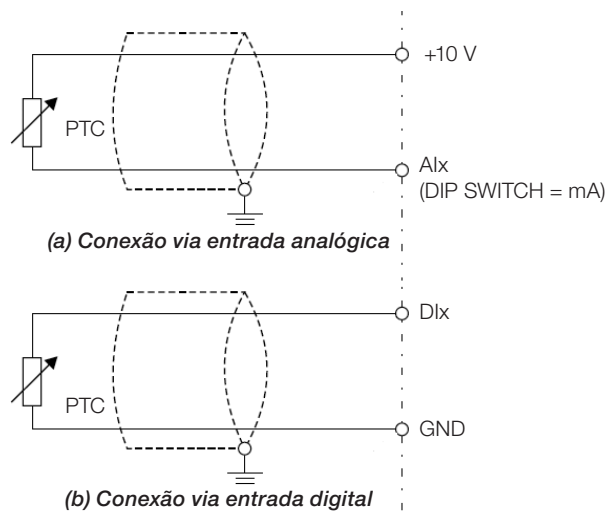 +10 V
PTC
AIx
(DIP SWITCH = mA)
(a) Conexão via entrada analógica
DIx
PTC
GND
(b) Conexão via entrada digital